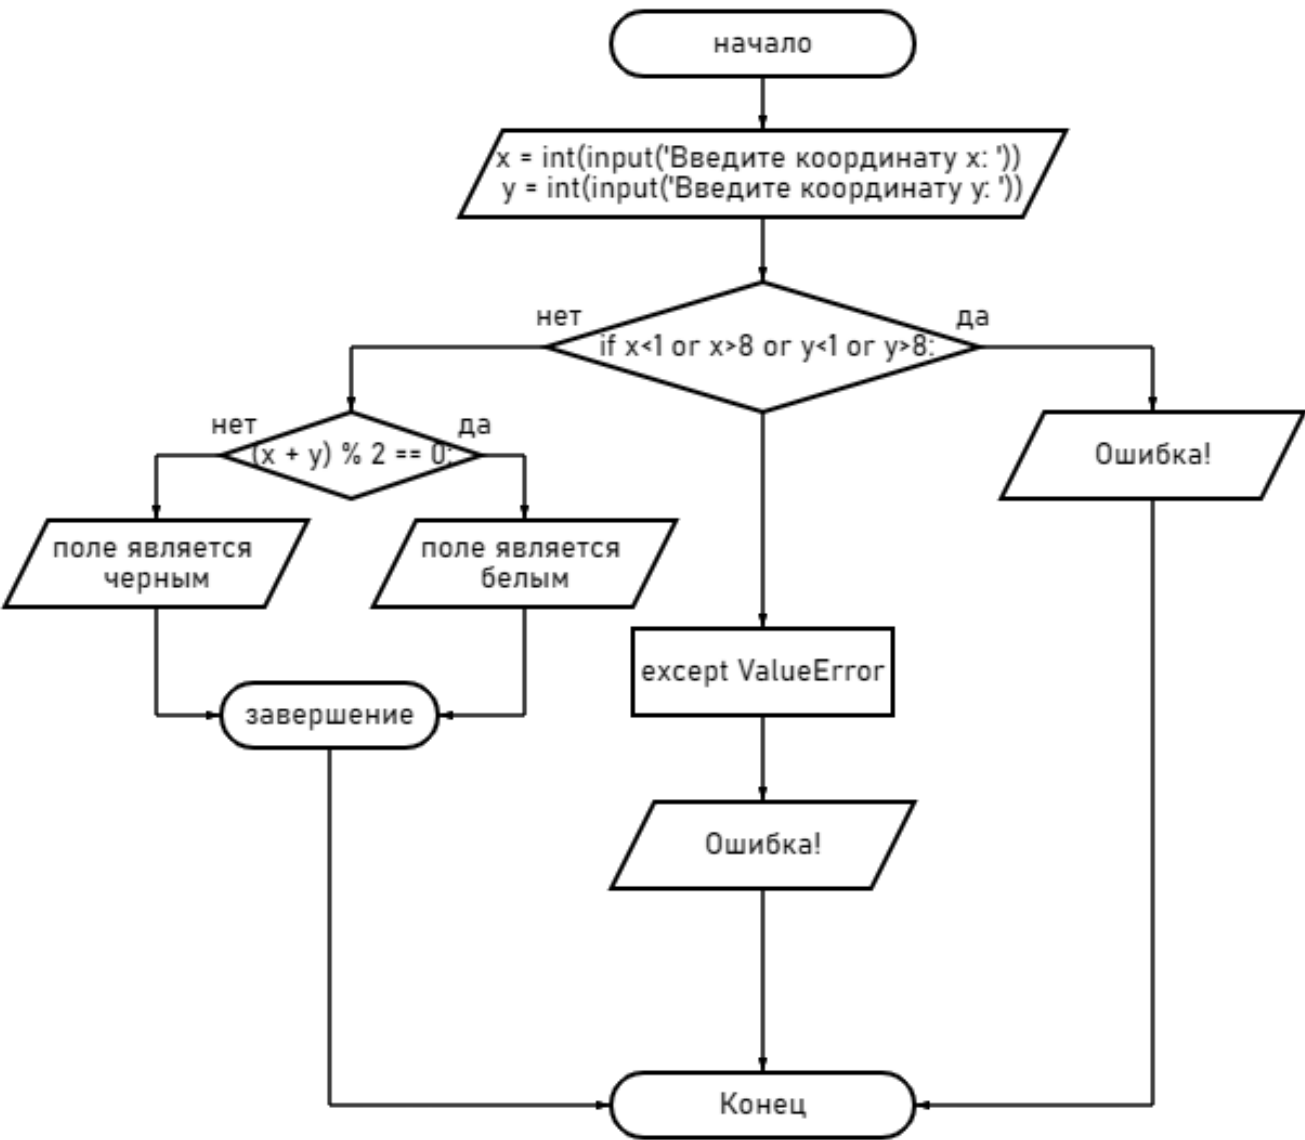 начало
x = int(input('Введите координату x: '))
y = int(input('Введите координату y: '))
нет
да
if x<1 or x>8 or y<1 or y>8:
нет
да
(x + y) % 2 == 0:
Ошибка!
поле является
черным
поле является
белым
except ValueError
завершение
Ошибка!
Конец